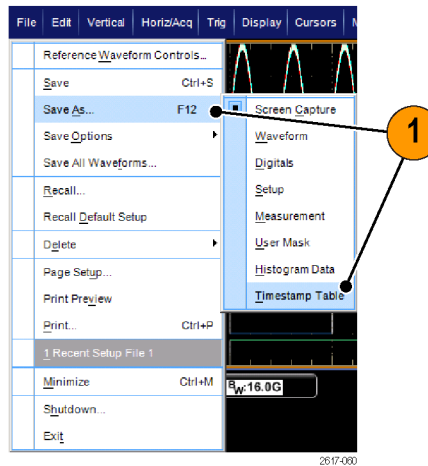 File Edit Vertical Horiz/Acq Trig Display Cursors
Reference Waveform Controls...
Save Ctrl+S
Save As... F12
Save Options
Save All Waveforms...
Recall...
Recall Default Setup
Delete
Page Setup...
Print Preview
Print... Ctrl+P
1 Recent Setup File 1
Minimize Ctrl+M
Shutdown...
Exit
Screen Capture
Waveform
Digitals
Setup
Measurement
User Mask
Histogram Data
Timestamp Table
1
BW:16.0G
2617-060